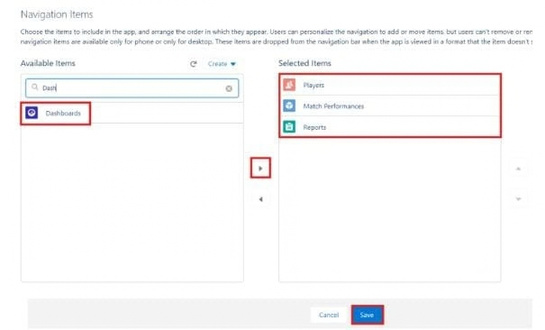 Navigation Items
Choose the items to include in the app, and arrange the order in which they appear. Users can personalize the navigation to add or move items, but users can't remove or
navigation items are available only for phone or only for desktop. These items are dropped from the navigation bar when the app is viewed in a format that the item doesn't
Available Items
Create
Selected Items
Dash
Dashboards
Players
Match Performances
Reports
Cancel
Save